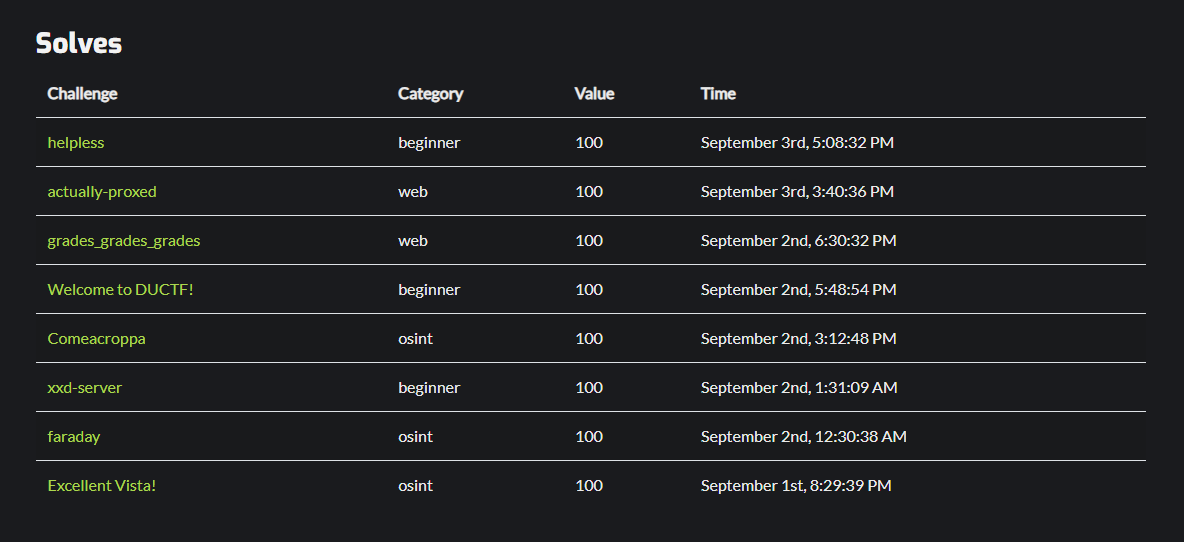 Solves
Challenge Category Value Time
helpless beginner 100 September 3rd, 5:08:32 PM
actually-proxed web 100 September 3rd, 3:40:36 PM
grades_grades_grades web 100 September 2nd, 6:30:32 PM
Welcome to DUCTF! beginner 100 September 2nd, 5:48:54 PM
Comeacroppa osint 100 September 2nd, 3:12:48 PM
xxd-server beginner 100 September 2nd, 1:31:09 AM
faraday osint 100 September 2nd, 12:30:38 AM
Excellent Vista! osint 100 September 1st, 8:29:39 PM